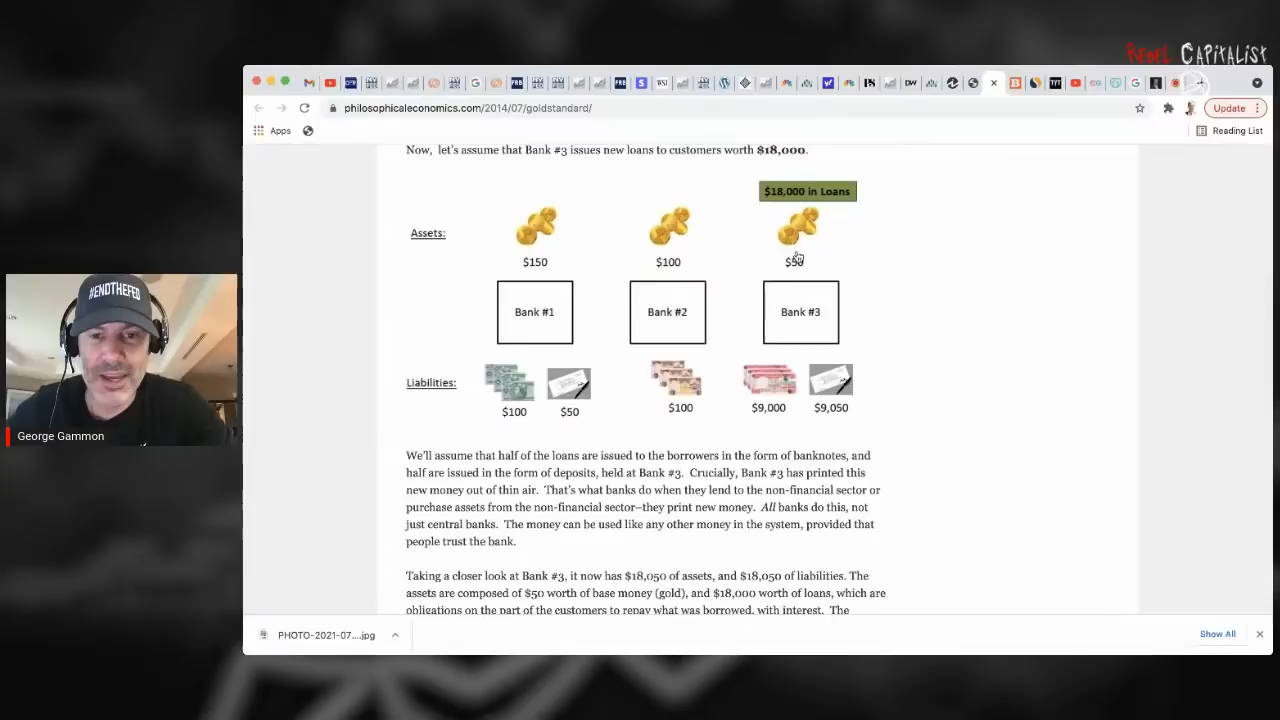 REBEL CAPITALIST
philosophicaleconomics.com/2014/07/goldstandard/
Update
Apps
Reading List
Now, let's assume that Bank #3 issues new loans to customers worth $18,000.
$18,000 in Loans
Assets:
$150
$100
$50
Bank #1
Bank #2
Bank #3
Liabilities:
$100
$50
$100
$9,000
$9,050
We'll assume that half of the loans are issued to the borrowers in the form of banknotes, and
half are issued in the form of deposits, held at Bank #3. Crucially, Bank #3 has printed this
new money out of thin air. That's what banks do when they lend to the non-financial sector or
purchase assets from the non-financial sector–they print new money. All banks do this, not
just central banks. The money can be used like any other money in the system, provided that
people trust the bank.
Taking a closer look at Bank #3, it now has $18,050 of assets, and $18,050 of liabilities. The
assets are composed of $50 worth of base money (gold), and $18,000 worth of loans, which are
obligations on the part of the customers to repay what was borrowed, with interest. The
#ENDTHEFED
George Gammon
PHOTO-2021-07....jpg
Show All